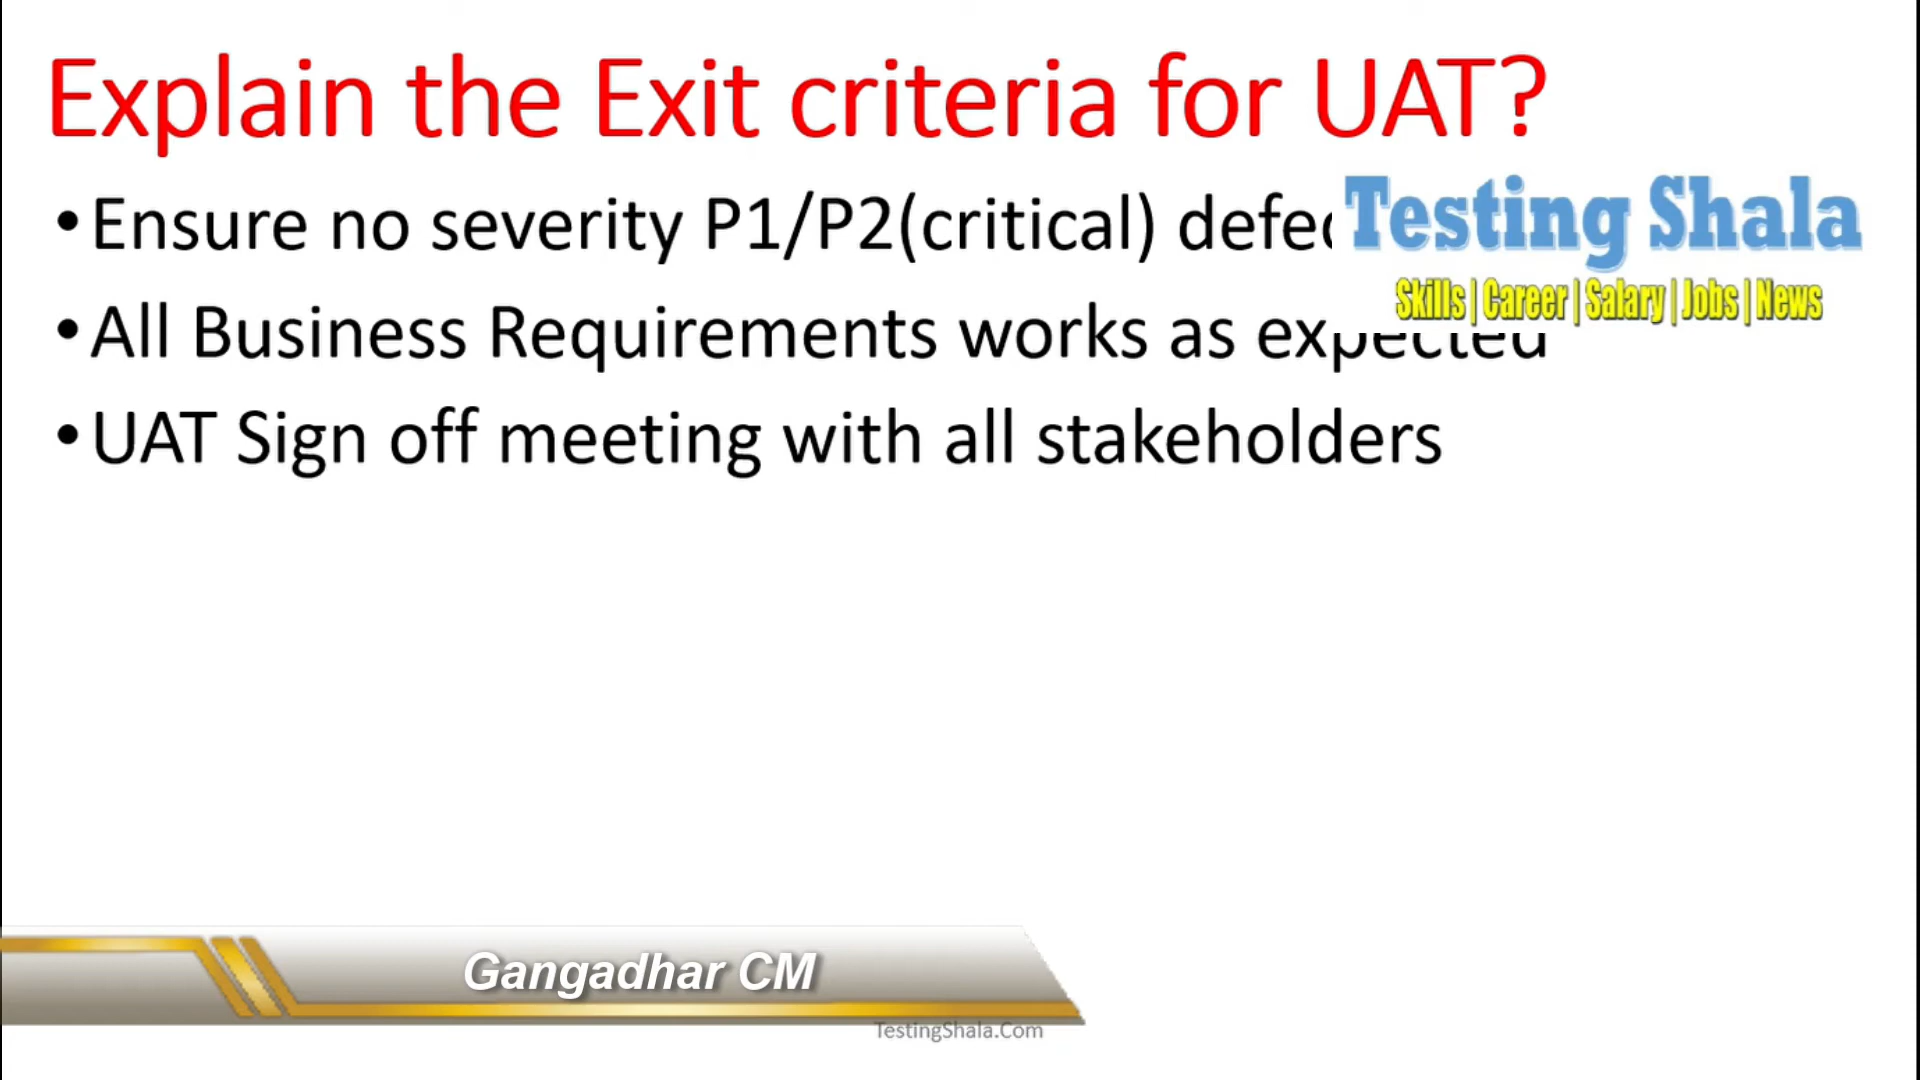 Explain the Exit criteria for UAT?
•Ensure no severity P1/P2(critical)
Testing Shala
Skills | Career | Salary | Jobs | News
•All Business Requirements works as expected
•UAT Sign off meeting with all stakeholders
Gangadhar CM
TestingShala.Com